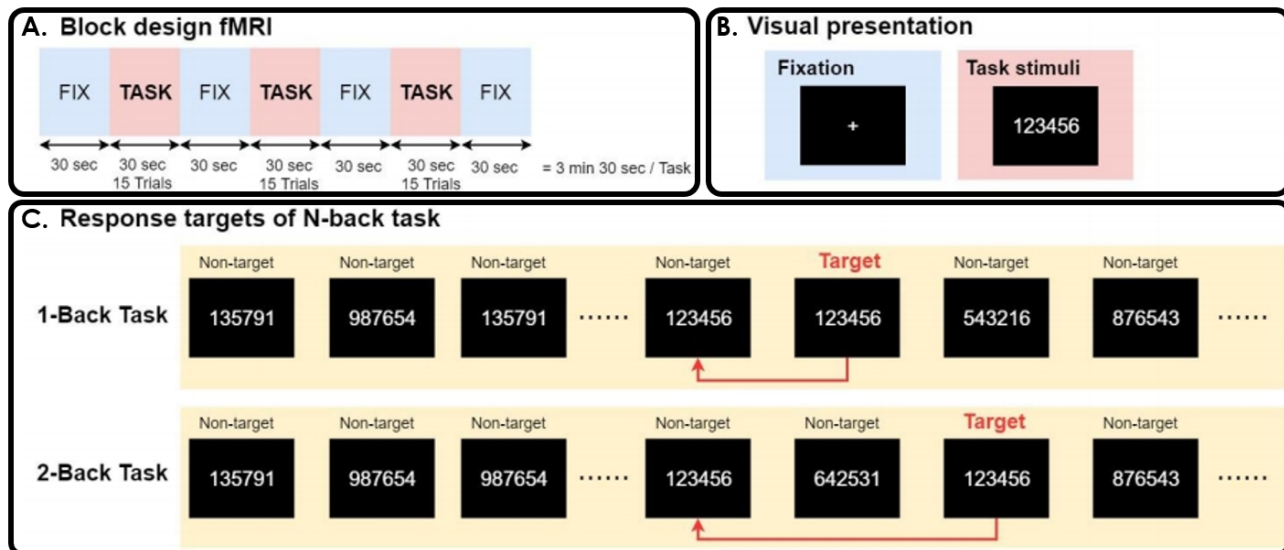 A. Block design fMRI
FIX TASK FIX TASK FIX TASK FIX
30 sec 30 sec 30 sec 30 sec 30 sec 30 sec 30 sec = 3 min 30 sec / Task
15 Trials 15 Trials 15 Trials
B. Visual presentation
Fixation Task stimuli
+ 123456
C. Response targets of N-back task
Non-target Non-target Non-target Non-target Target Non-target Non-target
1-Back Task 135791 987654 135791 ...... 123456 123456 543216 876543 ......
Non-target Non-target Non-target Non-target Non-target Target Non-target
2-Back Task 135791 987654 987654 ...... 123456 642531 123456 876543 ......